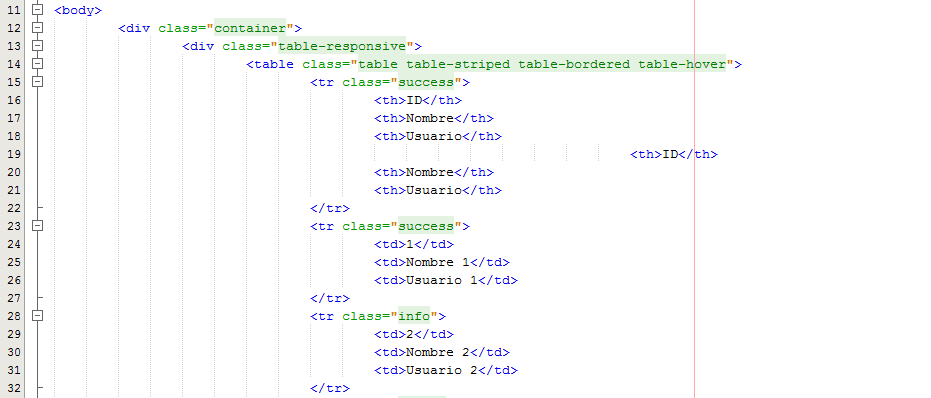 11 <body>
12 <div class="container">
13 <div class="table-responsive">
14 <table class="table table-striped table-bordered table-hover">
15 <tr class="success">
16 <th>ID</th>
17 <th>Nombre</th>
18 <th>Usuario</th>
19 <th>ID</th>
20 <th>Nombre</th>
21 <th>Usuario</th>
22 </tr>
23 <tr class="success">
24 <td>1</td>
25 <td>Nombre 1</td>
26 <td>Usuario 1</td>
27 </tr>
28 <tr class="info">
29 <td>2</td>
30 <td>Nombre 2</td>
31 <td>Usuario 2</td>
32 </tr>